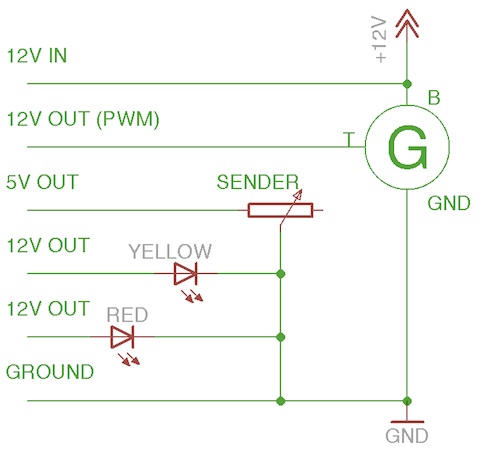 +12V
12V IN
B
12V OUT (PWM)
T
G
5V OUT
SENDER
GND
12V OUT
YELLOW
12V OUT
RED
GROUND
GND